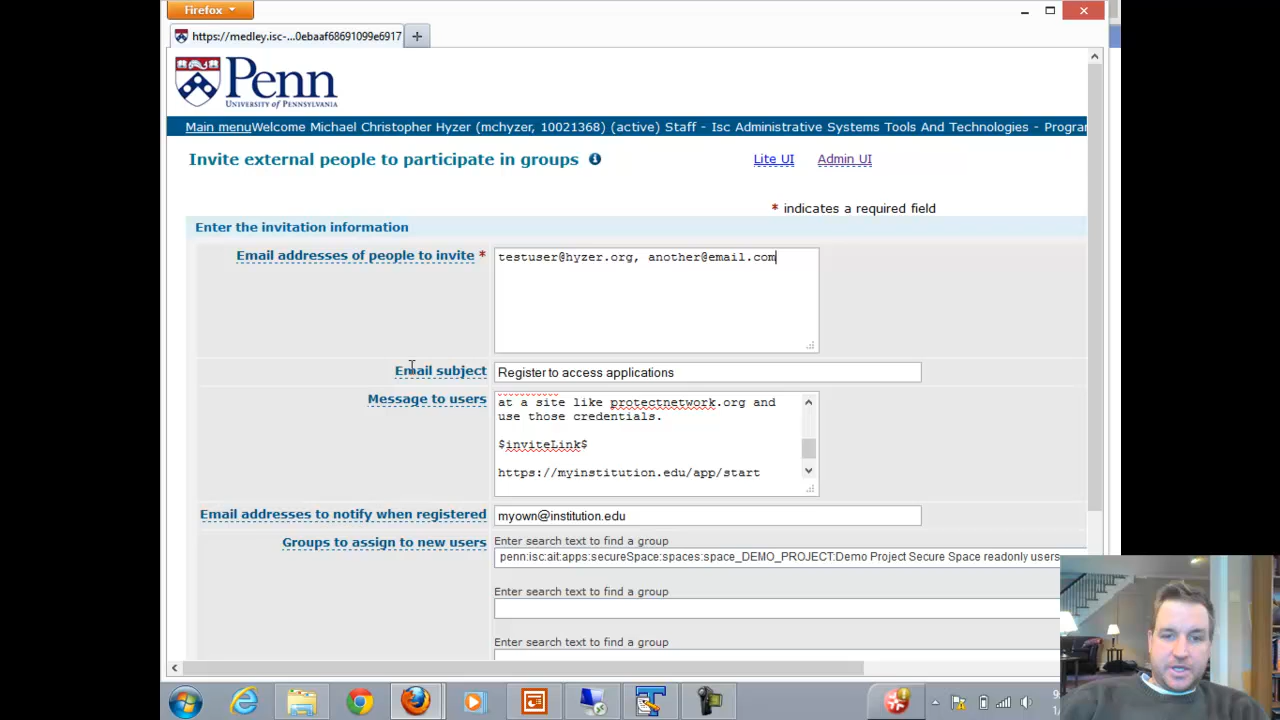 Firefox
https://medley.isc-...0ebaaf68691099e6917
Penn
UNIVERSITY of PENNSYLVANIA
Main menuWelcome Michael Christopher Hyzer (mchyzer, 10021368) (active) Staff - Isc Administrative Systems Tools And Technologies - Progra
Invite external people to participate in groups
Lite UI
Admin UI
* indicates a required field
Enter the invitation information
Email addresses of people to invite *
testuser@hyzer.org, another@email.com
Email subject
Register to access applications
Message to users
at a site like protectnetwork.org and
use those credentials.
$inviteLink$
https://myinstitution.edu/app/start
Email addresses to notify when registered
myown@institution.edu
Groups to assign to new users
Enter search text to find a group
penn:isc:ait:apps:secureSpace:spaces:space_DEMO_PROJECT:Demo Project Secure Space readonly users
Enter search text to find a group
Enter search text to find a group